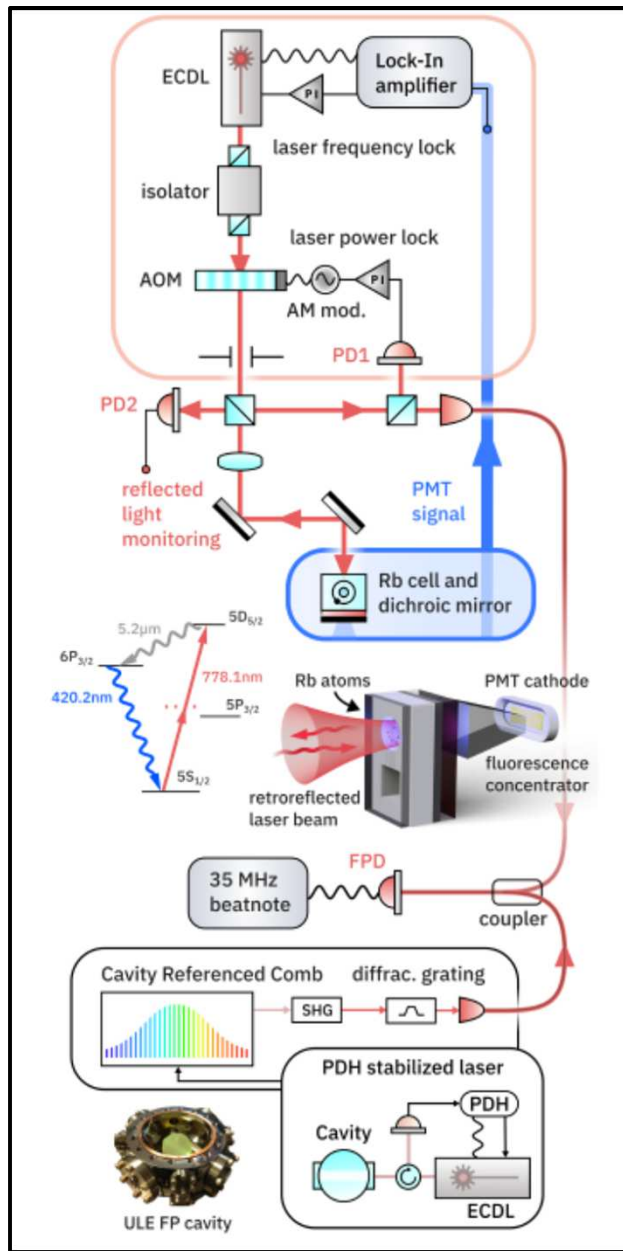 ECDL
Lock-In
amplifier
PI
laser frequency lock
isolator
laser power lock
AOM
PI
AM mod.
PD1
PD2
reflected
light
monitoring
PMT
signal
Rb cell and
dichroic mirror
5.2μm
5D5/2
6P3/2
778.1nm
420.2nm
5P3/2
5S1/2
Rb atoms
PMT cathode
fluorescence
concentrator
retroreflected
laser beam
FPD
35 MHz
beatnote
coupler
Cavity Referenced Comb
diffrac. grating
SHG
PDH stabilized laser
PDH
Cavity
ECDL
ULE FP cavity